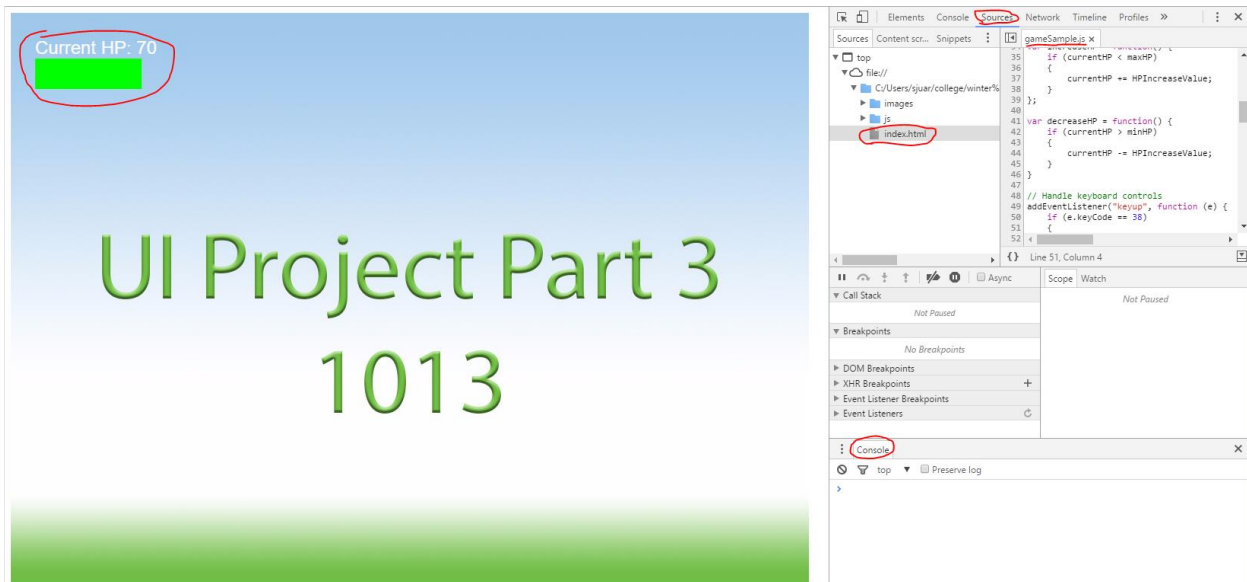 Current HP: 70
UI Project Part 3
1013
Elements Console Sources Network Timeline Profiles »
Sources Content scr... Snippets
gameSample.js ×
top
file://
C:/Users/sjuar/college/winter%
images
js
index.html
35 if (currentHP < maxHP)
36 {
37 currentHP += HPIncreaseValue;
38 }
39 };
40
41 var decreaseHP = function() {
42 if (currentHP > minHP)
43 {
44 currentHP -= HPIncreaseValue;
45 }
46 }
47
48 // Handle keyboard controls
49 addEventListener("keyup", function (e) {
50 if (e.keyCode == 38)
51 {
52
{} Line 51, Column 4
Async
Scope Watch
Call Stack
Not Paused
Not Paused
Breakpoints
No Breakpoints
DOM Breakpoints
XHR Breakpoints
Event Listener Breakpoints
Event Listeners
Console
top Preserve log